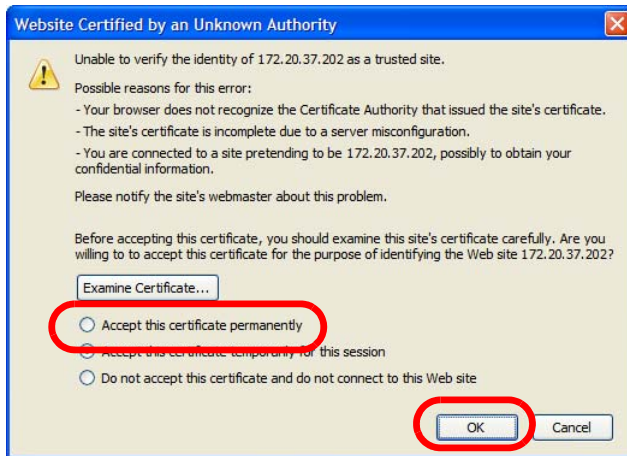 Website Certified by an Unknown Authority
Unable to verify the identity of 172.20.37.202 as a trusted site.
Possible reasons for this error:
- Your browser does not recognize the Certificate Authority that issued the site's certificate.
- The site's certificate is incomplete due to a server misconfiguration.
- You are connected to a site pretending to be 172.20.37.202, possibly to obtain your
confidential information.
Please notify the site's webmaster about this problem.
Before accepting this certificate, you should examine this site's certificate carefully. Are you
willing to to accept this certificate for the purpose of identifying the Web site 172.20.37.202?
Examine Certificate...
Accept this certificate permanently
Accept this certificate temporarily for this session
Do not accept this certificate and do not connect to this Web site
OK
Cancel